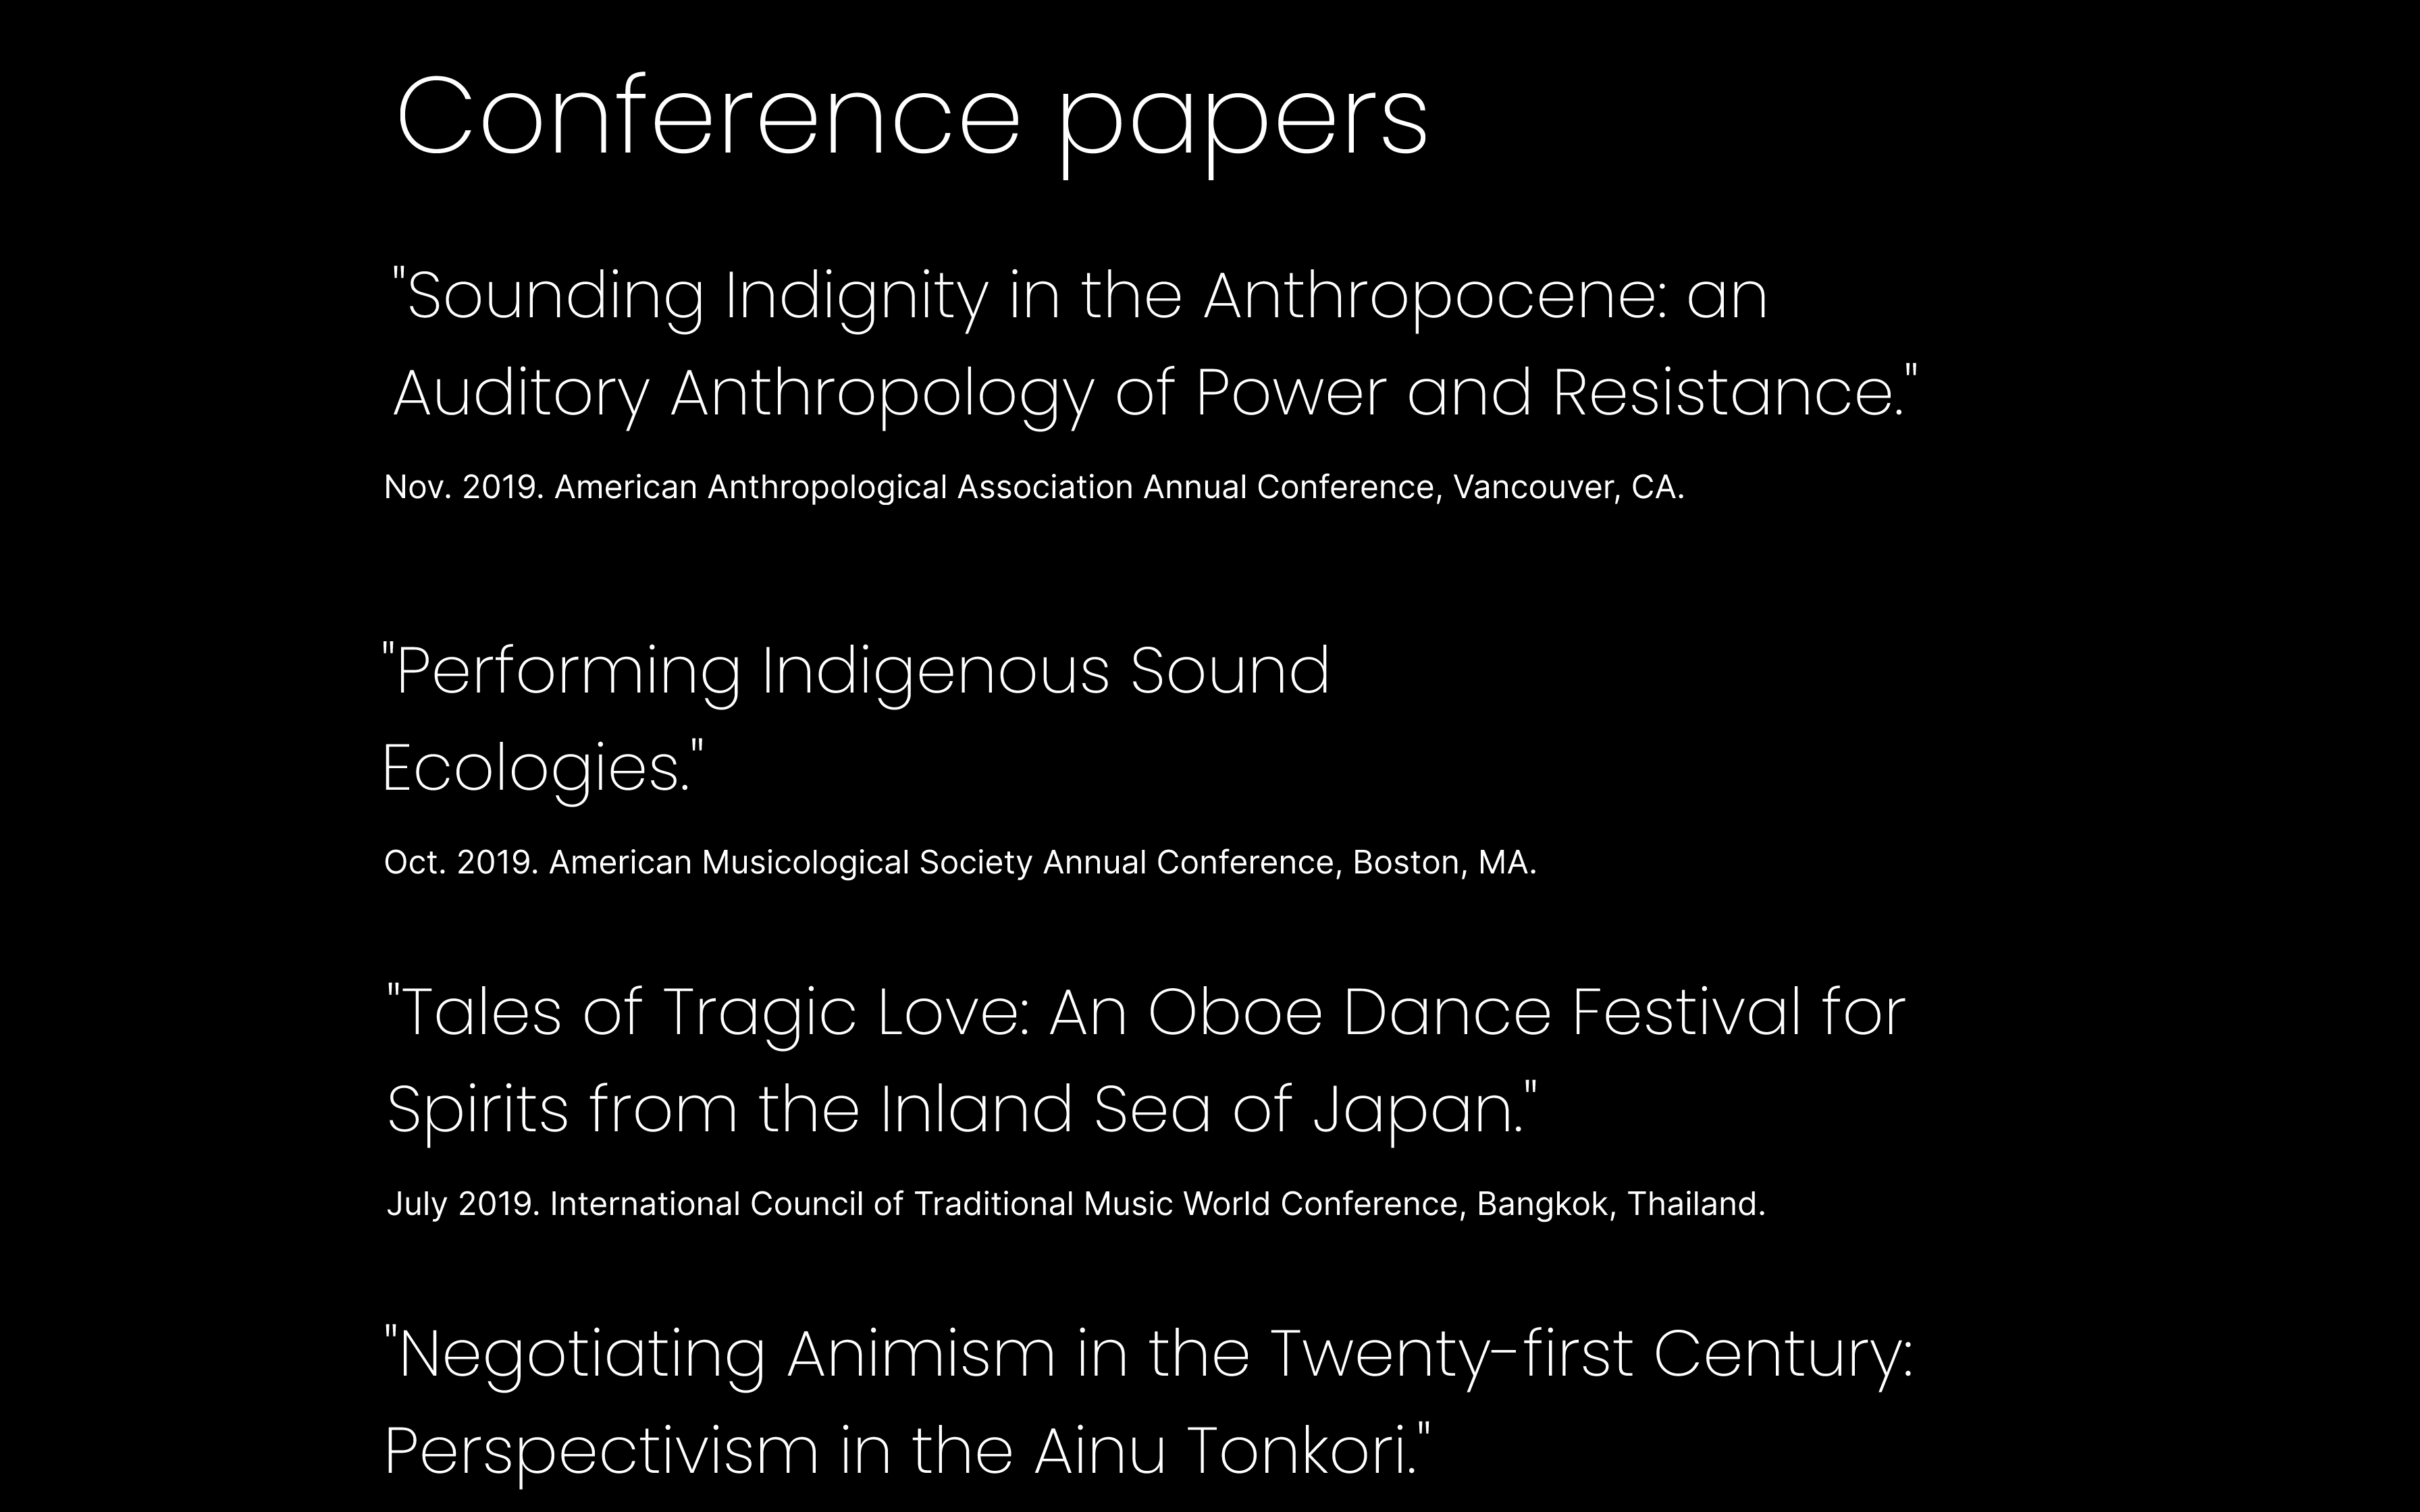 Conference papers
"Sounding Indignity in the Anthropocene: an
Auditory Anthropology of Power and Resistance."
Nov. 2019. American Anthropological Association Annual Conference, Vancouver, CA.
"Performing Indigenous Sound
Ecologies."
Oct. 2019. American Musicological Society Annual Conference, Boston, MA.
"Tales of Tragic Love: An Oboe Dance Festival for
Spirits from the Inland Sea of Japan."
July 2019. International Council of Traditional Music World Conference, Bangkok, Thailand.
"Negotiating Animism in the Twenty-first Century:
Perspectivism in the Ainu Tonkori."